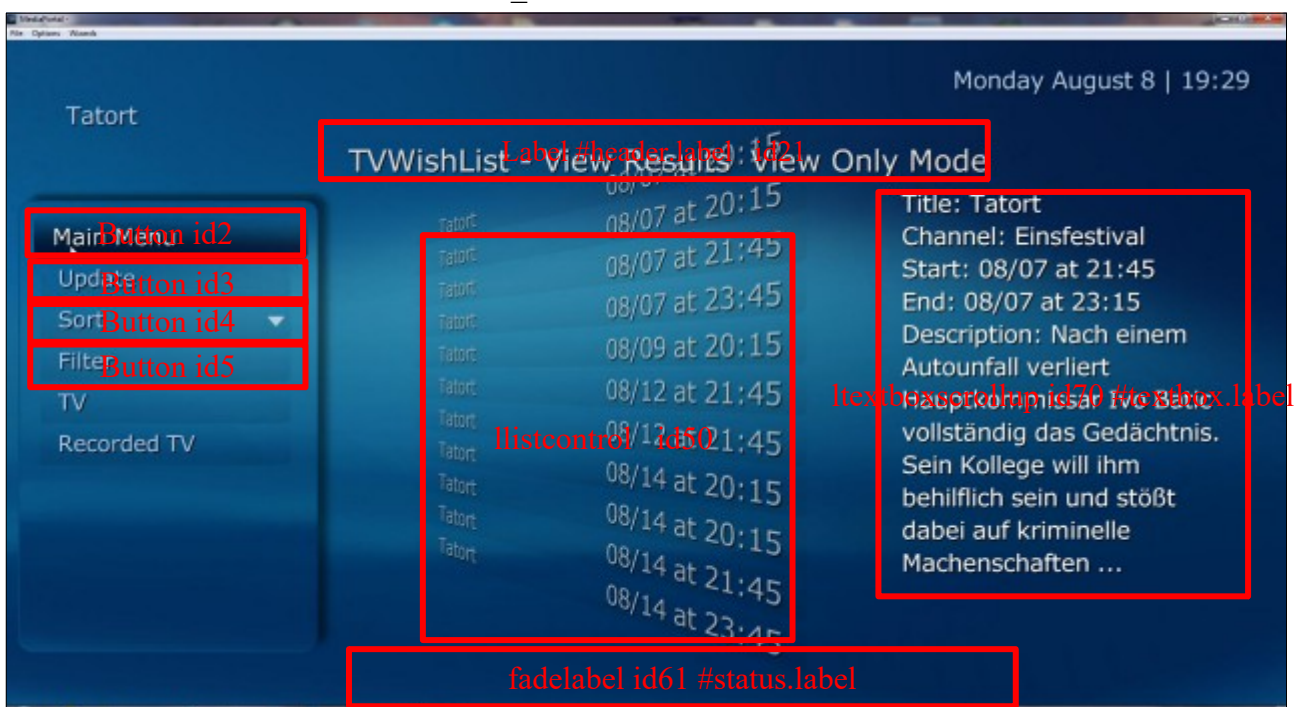 MediaPortal -
File Options Wizards
Monday August 8 | 19:29
Tatort
Label #header.label id21
TVWishList - View Results View Only Mode
Main Menu
Button id2
Update
Button id3
Sort
Button id4
Filter
Button id5
TV
Recorded TV
Tatort
Tatort
Tatort
Tatort
Tatort
Tatort
Tatort
Tatort
Tatort
Tatort
Tatort
08/07 at 20:15
08/07 at 21:45
08/07 at 23:45
08/09 at 20:15
08/12 at 21:45
08/12 at 21:45
08/14 at 20:15
08/14 at 20:15
08/14 at 21:45
08/14 at 23:45
llistcontrol id50
Title: Tatort
Channel: Einsfestival
Start: 08/07 at 21:45
End: 08/07 at 23:15
Description: Nach einem
Autounfall verliert
Hauptkommissar Ivo Batic
vollständig das Gedächtnis.
Sein Kollege will ihm
behilflich sein und stößt
dabei auf kriminelle
Machenschaften ...
ltextboxscrollup id70 #textbox.label
fadelabel id61 #status.label